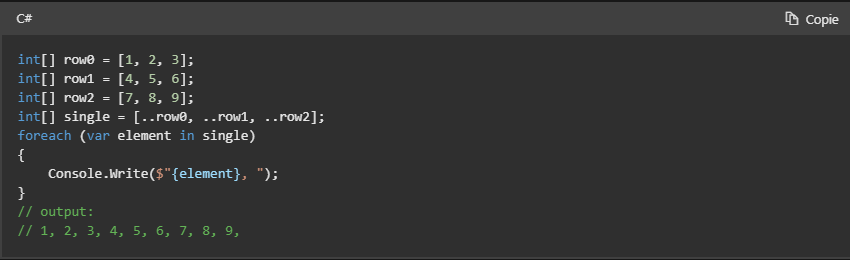 C#
Copie
int[] row0 = [1, 2, 3];
int[] row1 = [4, 5, 6];
int[] row2 = [7, 8, 9];
int[] single = [..row0, ..row1, ..row2];
foreach (var element in single)
{
    Console.Write($"{element}, ");
}
// output:
// 1, 2, 3, 4, 5, 6, 7, 8, 9,